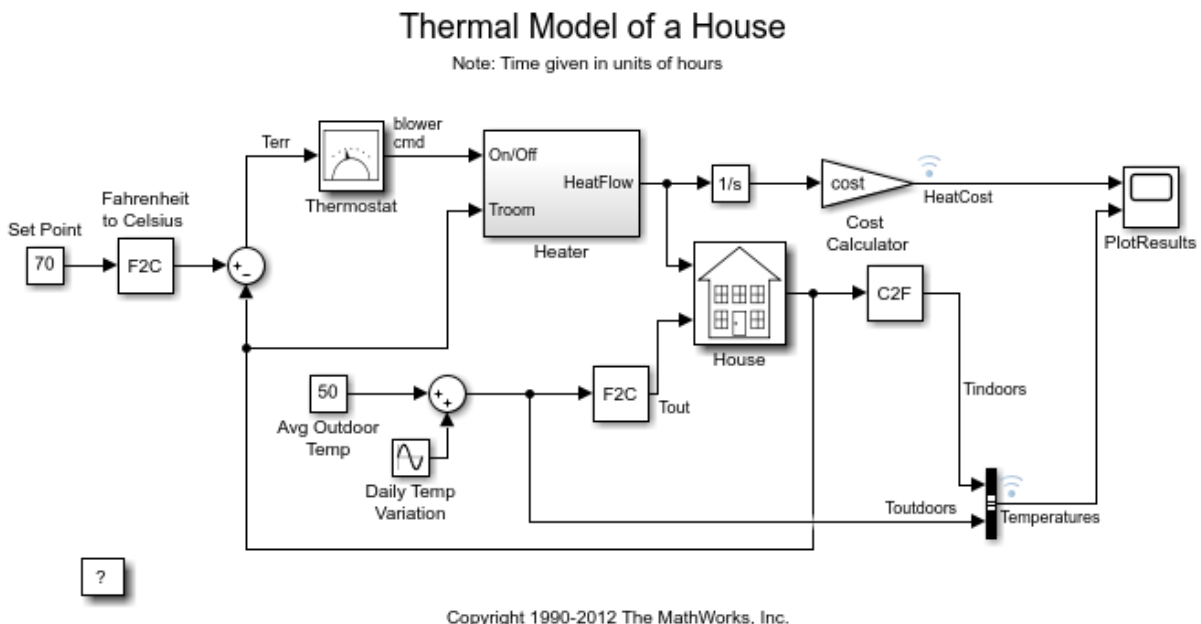 Thermal Model of a House
Note: Time given in units of hours
Terr
blower
cmd
On/Off
HeatFlow
Troom
Heater
Thermostat
1/s
cost
HeatCost
Cost
Calculator
PlotResults
Set Point
70
Fahrenheit
to Celsius
F2C
+
−
House
C2F
50
Avg Outdoor
Temp
+
+
Daily Temp
Variation
F2C
Tout
Tindoors
Toutdoors
Temperatures
?
Copyright 1990-2012 The MathWorks, Inc.